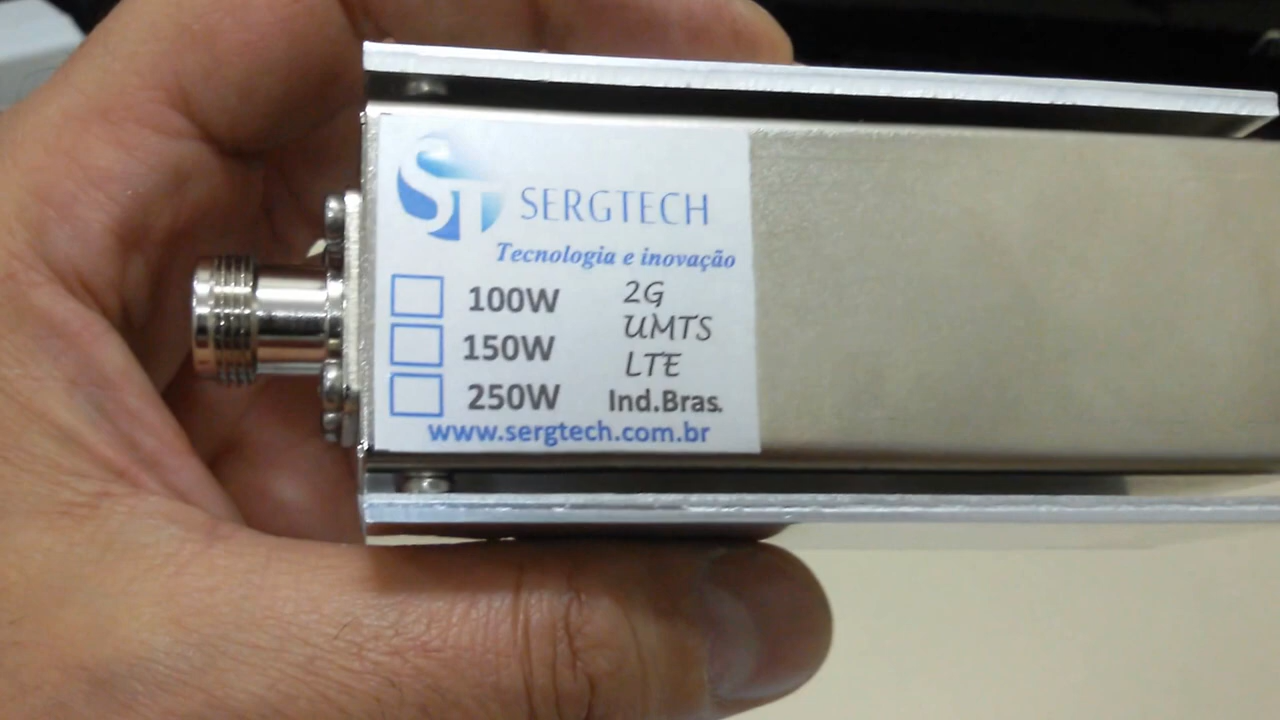 ST SERGTECH
Tecnologia e inovação
100W 2G
UMTS
150W LTE
250W Ind.Bras.
www.sergtech.com.br